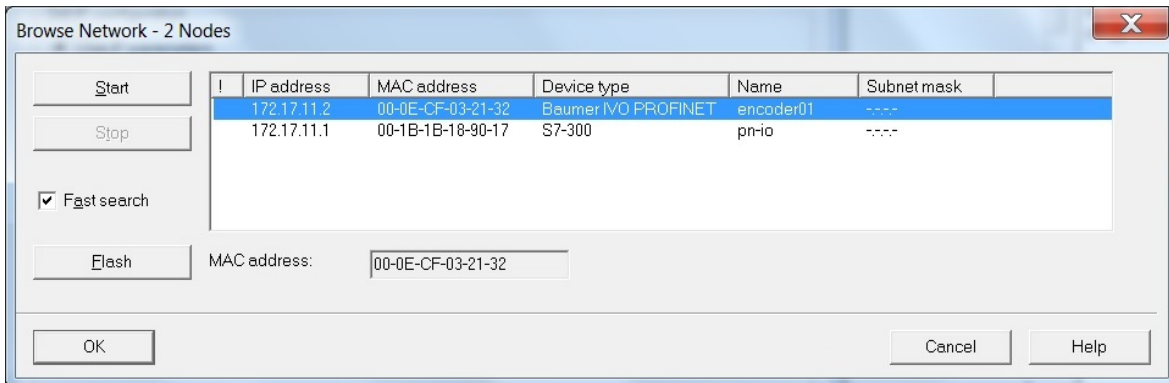 Browse Network - 2 Nodes
Start
Stop
Fast search
Flash
! IP address MAC address Device type Name Subnet mask
172.17.11.2 00-0E-CF-03-21-32 Baumer IVO PROFINET encoder01 -.-.-.-
172.17.11.1 00-1B-1B-18-90-17 S7-300 pn-io -.-.-.-
MAC address: 00-0E-CF-03-21-32
OK Cancel Help